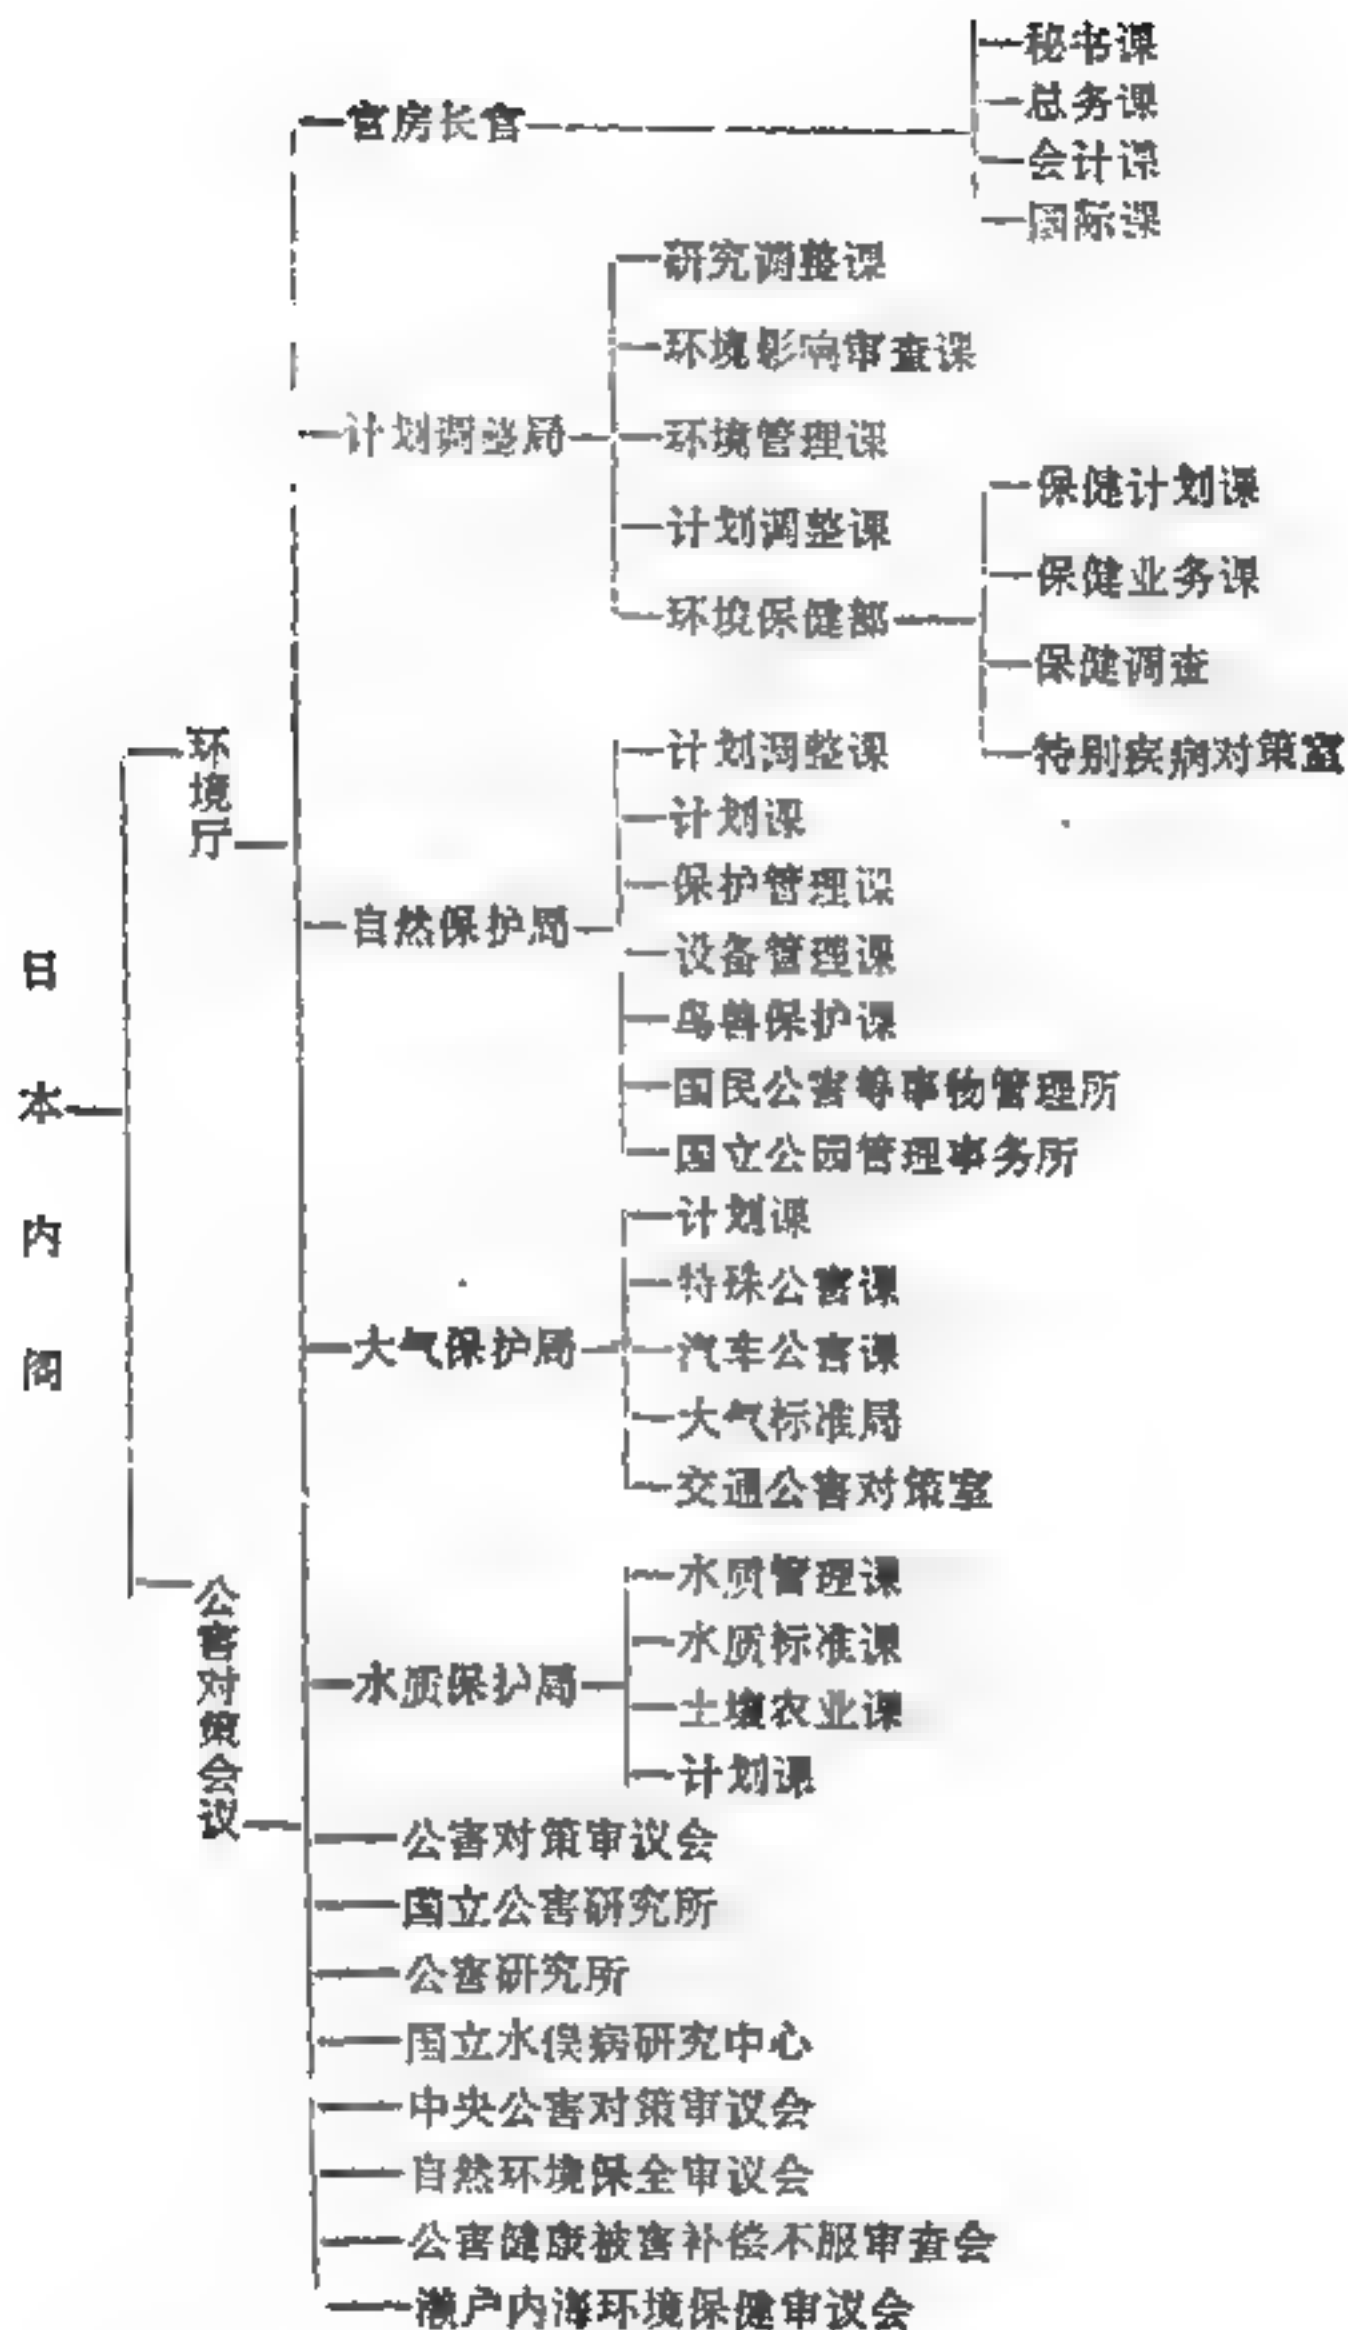 日本内阁
环境厅
官房长官
秘书课
总务课
会计课
国际课
计划调整局
研究调整课
环境影响审查课
环境管理课
计划调整课
环境保健部
保健计划课
保健业务课
保健调查
特别疾病对策室
自然保护局
计划调整课
计划课
保护管理课
设备管理课
鸟兽保护课
国民公害等事物管理所
国立公园管理事务所
大气保护局
计划课
特殊公害课
汽车公害课
大气标准局
交通公害对策室
水质保护局
水质管理课
水质标准课
土壤农业课
计划课
公害对策会议
公害对策审议会
国立公害研究所
公害研究所
国立水俣病研究中心
中央公害对策审议会
自然环境保全审议会
公害健康被害补偿不服审查会
濑户内海环境保健审议会